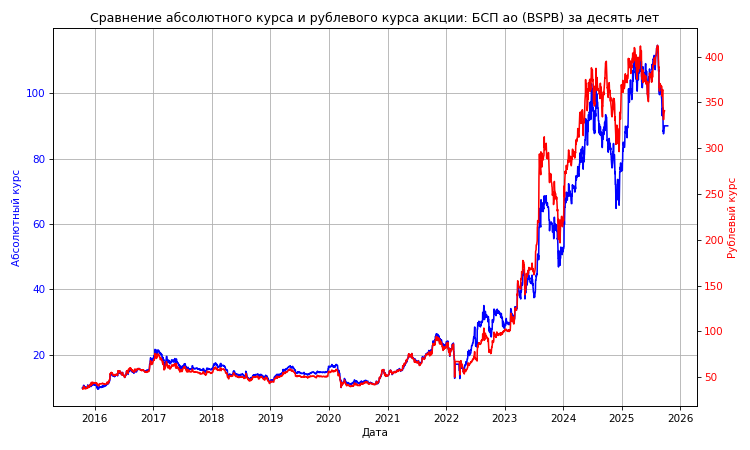 Сравнение абсолютного курса и рублевого курса акции: БСП ао (BSPB) за десять лет
Абсолютный курс
100
80
60
40
20
400
350
300
250
200
150
100
50
Рублевый курс
2016 2017 2018 2019 2020 2021 2022 2023 2024 2025 2026
Дата